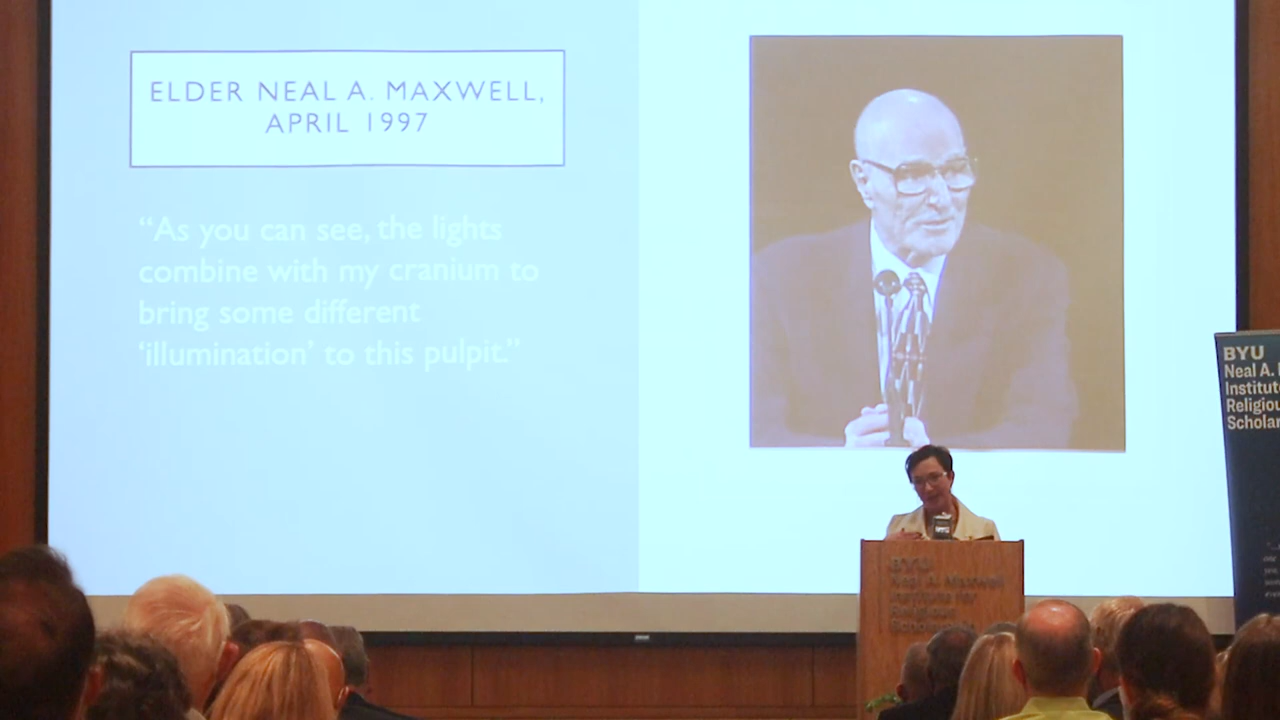 ELDER NEAL A. MAXWELL,
APRIL 1997
“As you can see, the lights
combine with my cranium to
bring some different
‘illumination’ to this pulpit.”
BYU
Neal A.
Institute
Religious
Scholar
BYU
Neal A. Maxwell
Institute for
Religious